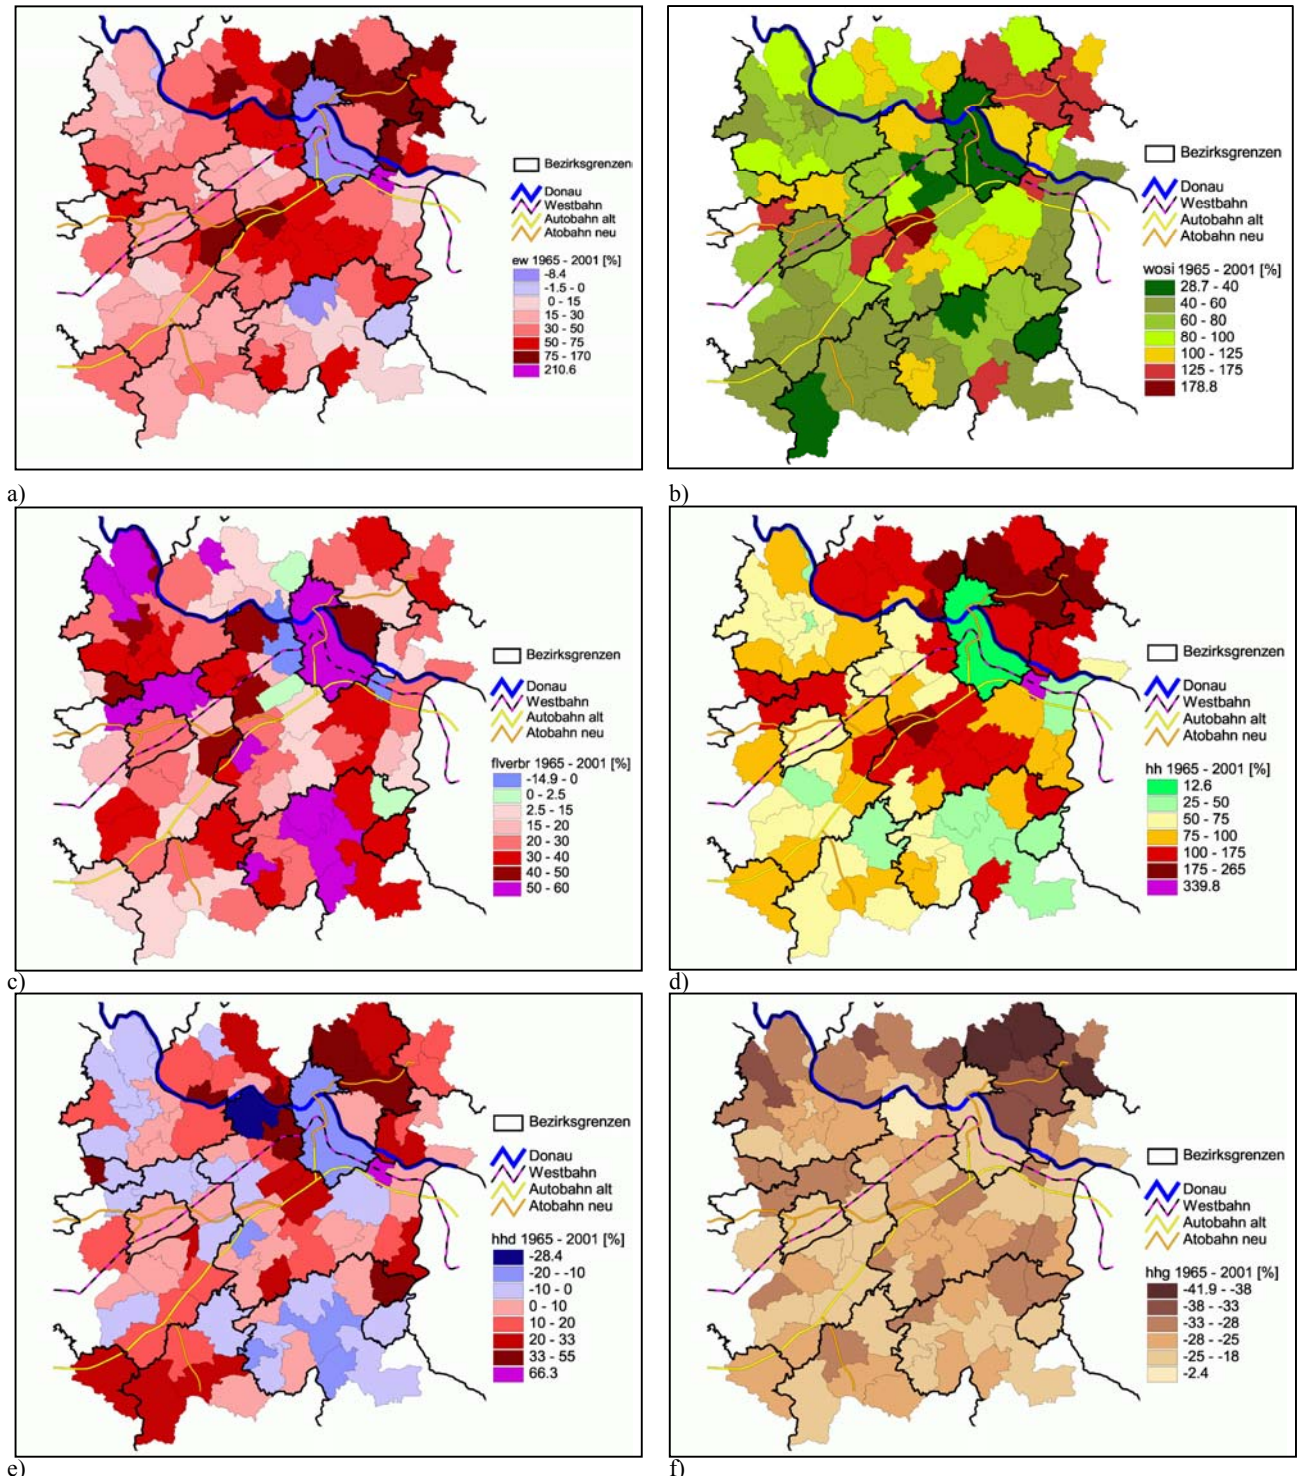 Bezirksgrenzen
Donau
Westbahn
Autobahn alt
Atobahn neu
ew 1965 - 2001 [%]
-8.4
-1.5 - 0
0 - 15
15 - 30
30 - 50
50 - 75
75 - 170
210.6
a)
Bezirksgrenzen
Donau
Westbahn
Autobahn alt
Atobahn neu
wosi 1965 - 2001 [%]
28.7 - 40
40 - 60
60 - 80
80 - 100
100 - 125
125 - 175
178.8
b)
Bezirksgrenzen
Donau
Westbahn
Autobahn alt
Atobahn neu
flverbr 1965 - 2001 [%]
-14.9 - 0
0 - 2.5
2.5 - 15
15 - 20
20 - 30
30 - 40
40 - 50
50 - 60
c)
Bezirksgrenzen
Donau
Westbahn
Autobahn alt
Atobahn neu
hh 1965 - 2001 [%]
12.6
25 - 50
50 - 75
75 - 100
100 - 175
175 - 265
339.8
d)
Bezirksgrenzen
Donau
Westbahn
Autobahn alt
Atobahn neu
hhd 1965 - 2001 [%]
-28.4
-20 - -10
-10 - 0
0 - 10
10 - 20
20 - 33
33 - 55
66.3
e)
Bezirksgrenzen
Donau
Westbahn
Autobahn alt
Atobahn neu
hhg 1965 - 2001 [%]
-41.9 - -38
-38 - -33
-33 - -28
-28 - -25
-25 - -18
-2.4
f)